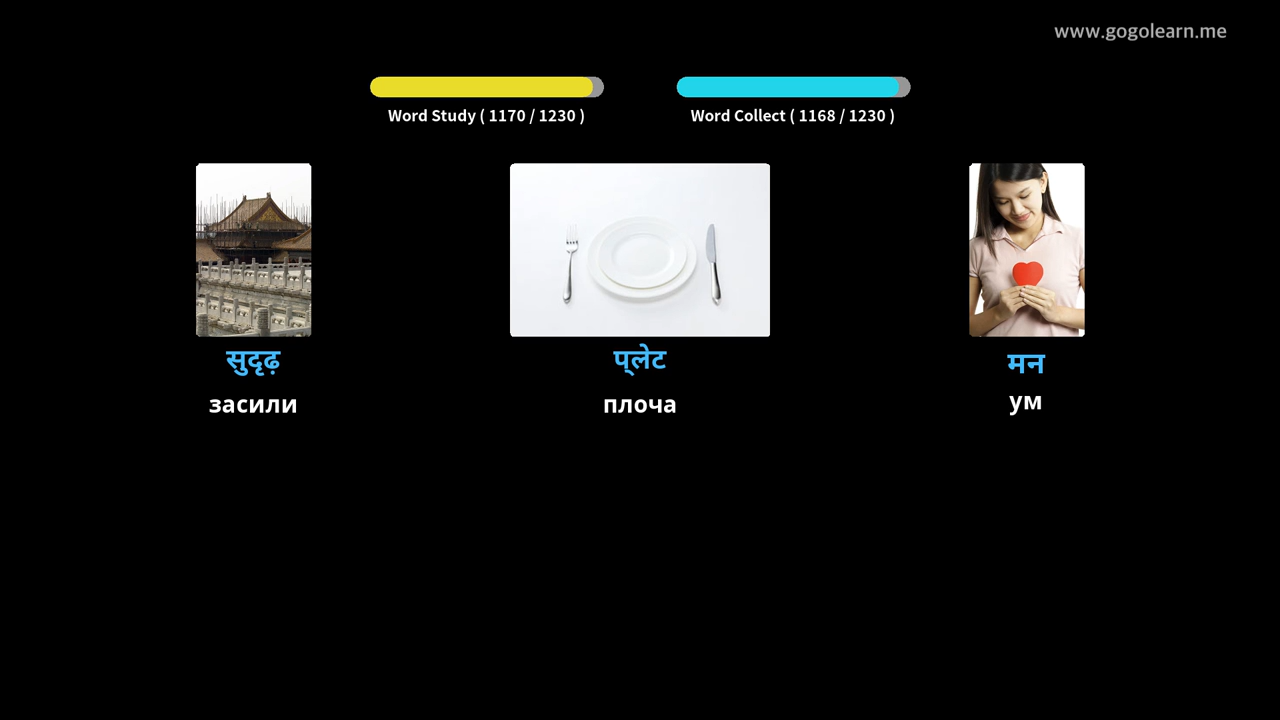 www.gogolearn.me
Word Study ( 1170 / 1230 )
Word Collect ( 1168 / 1230 )
सुदृढ़
प्लेट
मन
засили
плоча
ум